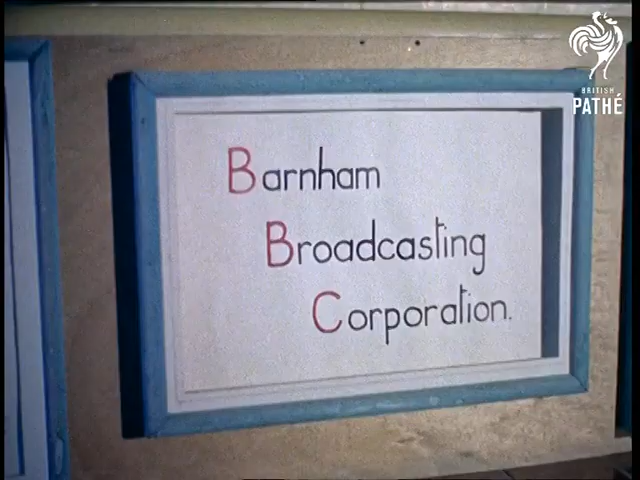 BRITISH
PATHÉ
Barnham
Broadcasting
Corporation.